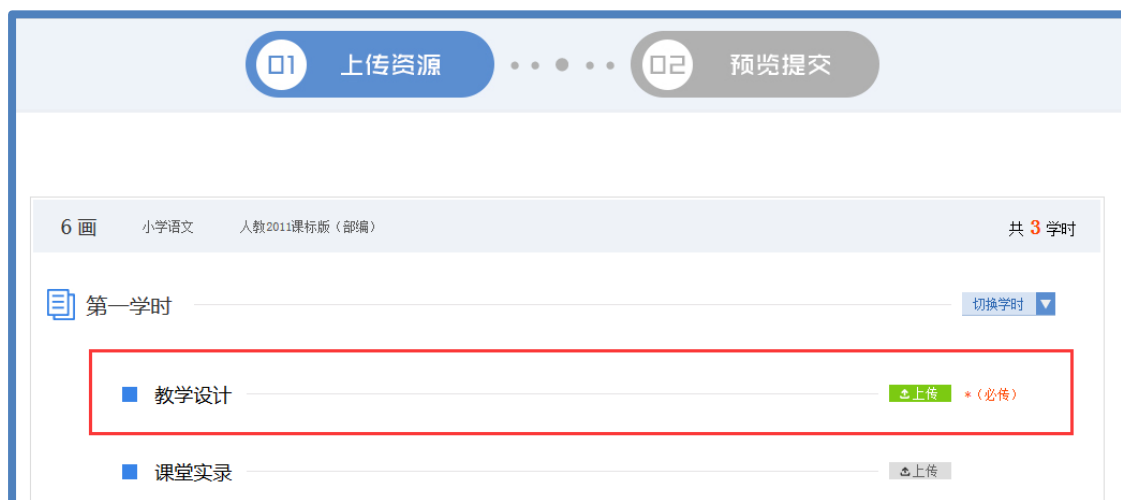 01 上传资源 02 预览提交
6 画 小学语文 人教2011课标版（部编） 共 3 学时
第一学时 切换学时
教学设计 上传 *（必传）
课堂实录 上传